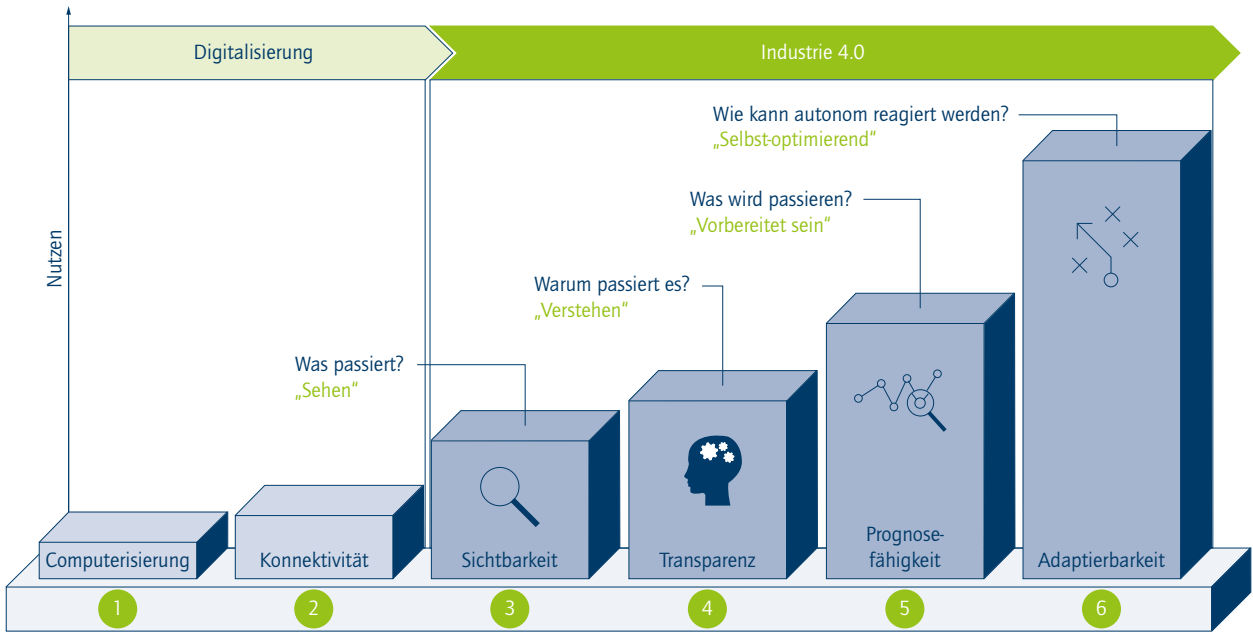 Digitalisierung
Industrie 4.0
Wie kann autonom reagiert werden?
„Selbst-optimierend“
Was wird passieren?
„Vorbereitet sein“
Nutzen
Warum passiert es?
„Verstehen“
Was passiert?
„Sehen“
Computerisierung
Konnektivität
Sichtbarkeit
Transparenz
Prognose-
fähigkeit
Adaptierbarkeit
1
2
3
4
5
6